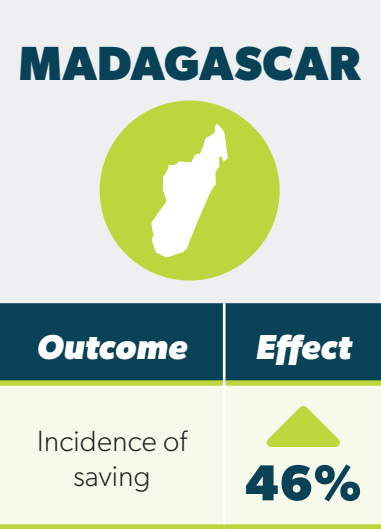 MADAGASCAR
Outcome
Effect
Incidence of
saving
46%